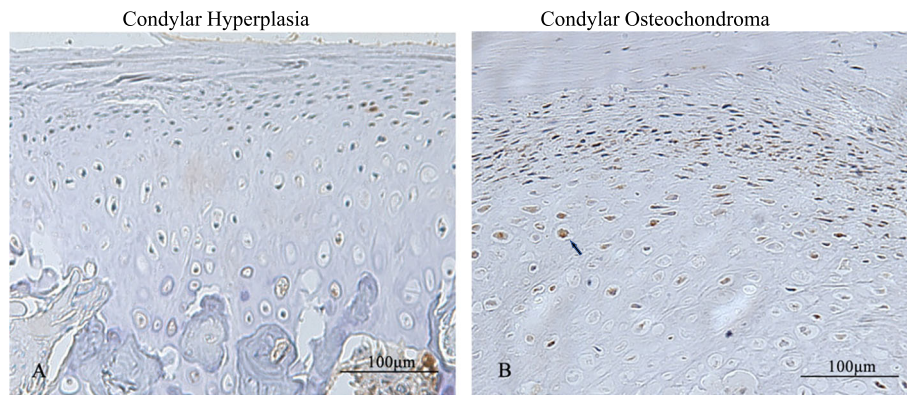 Condylar Hyperplasia
Condylar Osteochondroma
A
100μm
B
100μm